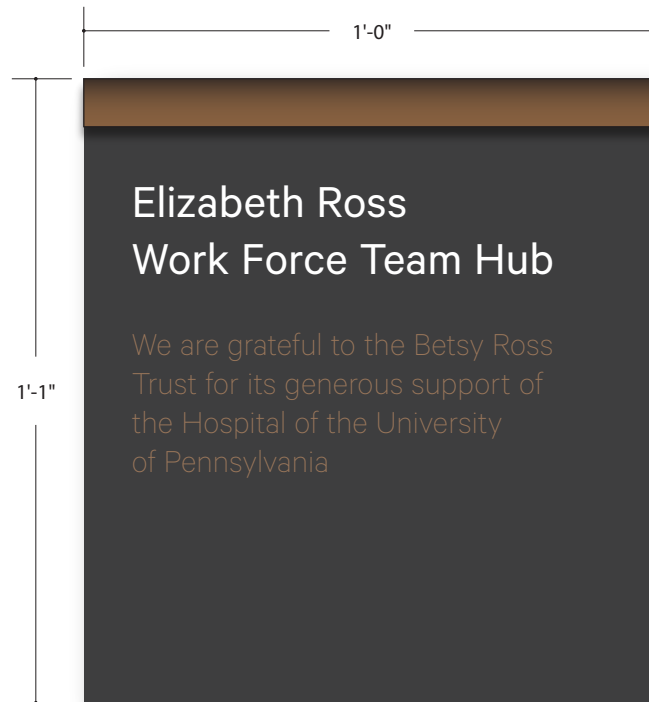 1'-0"
Elizabeth Ross
Work Force Team Hub
We are grateful to the Betsy Ross
Trust for its generous support of
the Hospital of the University
of Pennsylvania
1'-1"